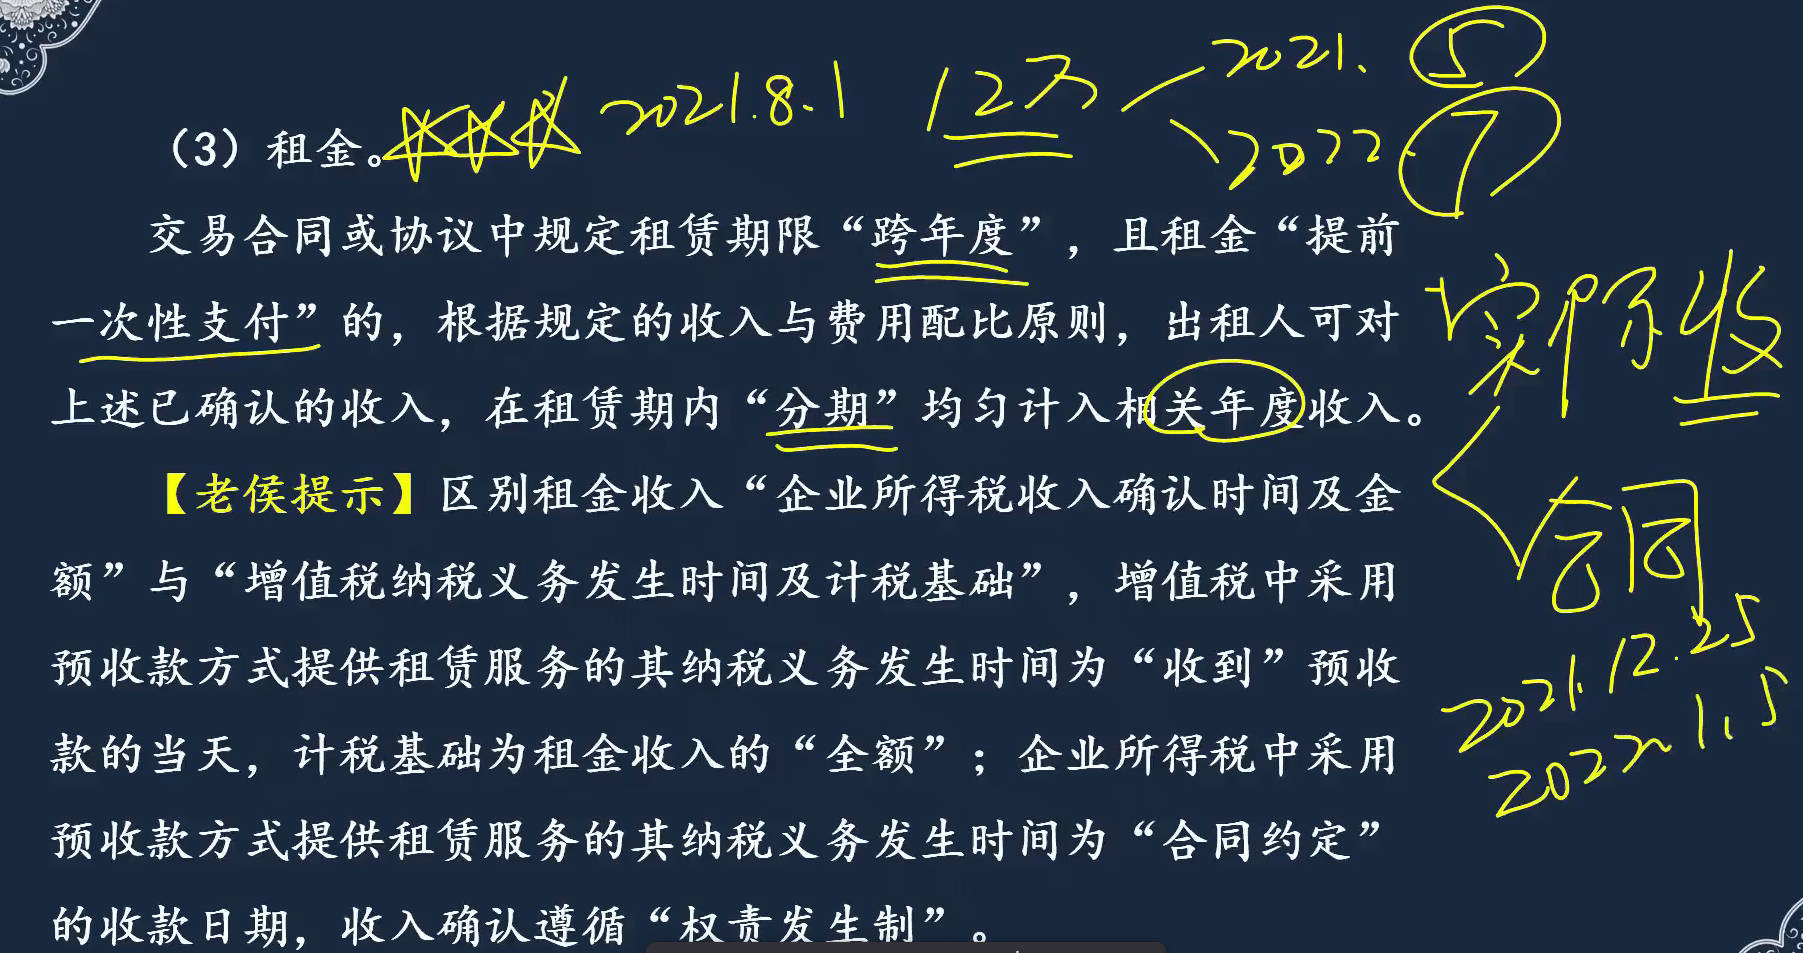 2021.8.1 12万 2021.⑤
2022.⑦
（3）租金。
交易合同或协议中规定租赁期限“跨年度”，且租金“提前
一次性支付”的，根据规定的收入与费用配比原则，出租人可对
上述已确认的收入，在租赁期内“分期”均匀计入相关年度收入。
实际收
【老侯提示】区别租金收入“企业所得税收入确认时间及金
额”与“增值税纳税义务发生时间及计税基础”，增值税中采用
合同
预收款方式提供租赁服务的其纳税义务发生时间为“收到”预收
2021.12.25
款的当天，计税基础为租金收入的“全额”；企业所得税中采用
2022.1.5
预收款方式提供租赁服务的其纳税义务发生时间为“合同约定”
的收款日期，收入确认遵循“权责发生制”。